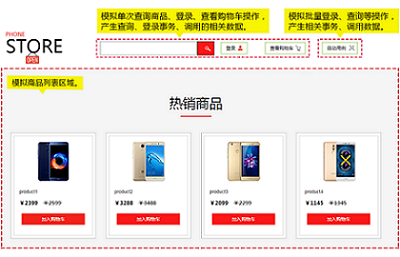 模拟单次查询商品、登录、查看购物车操作，
产生查询、登录事务、调用的相关数据。
模拟批量登录、查询等操作，
产生相关事务、调用数据。
PHONE
STORE
OPEN
登录
查看购物车
自动用例
模拟商品列表区域。
热销商品
product1
product2
product3
product4
¥2399 ¥2599
¥3288 ¥3488
¥2099 ¥2299
¥1145 ¥1345
加入购物车
加入购物车
加入购物车
加入购物车